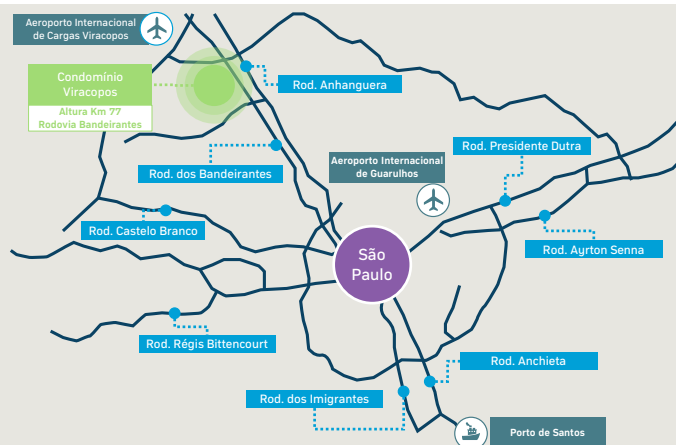 Aeroporto Internacional
de Cargas Viracopos
Condomínio
Viracopos
Altura Km 77
Rodovia Bandeirantes
Rod. Anhanguera
Rod. dos Bandeirantes
Aeroporto Internacional
de Guarulhos
Rod. Presidente Dutra
Rod. Castelo Branco
São
Paulo
Rod. Ayrton Senna
Rod. Régis Bittencourt
Rod. Anchieta
Rod. dos Imigrantes
Porto de Santos